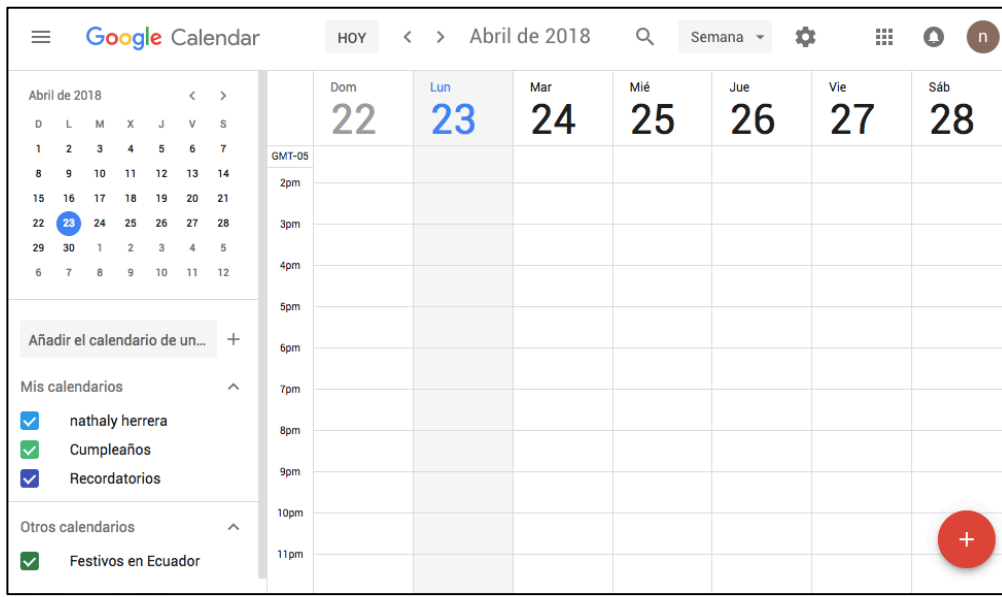 Google Calendar HOY Abril de 2018 Semana n
Abril de 2018
D L M X J V S
1 2 3 4 5 6 7
8 9 10 11 12 13 14
15 16 17 18 19 20 21
22 23 24 25 26 27 28
29 30 1 2 3 4 5
6 7 8 9 10 11 12
Añadir el calendario de un...
Mis calendarios
nathaly herrera
Cumpleaños
Recordatorios
Otros calendarios
Festivos en Ecuador
Dom Lun Mar Mié Jue Vie Sáb
22 23 24 25 26 27 28
GMT-05
2pm
3pm
4pm
5pm
6pm
7pm
8pm
9pm
10pm
11pm